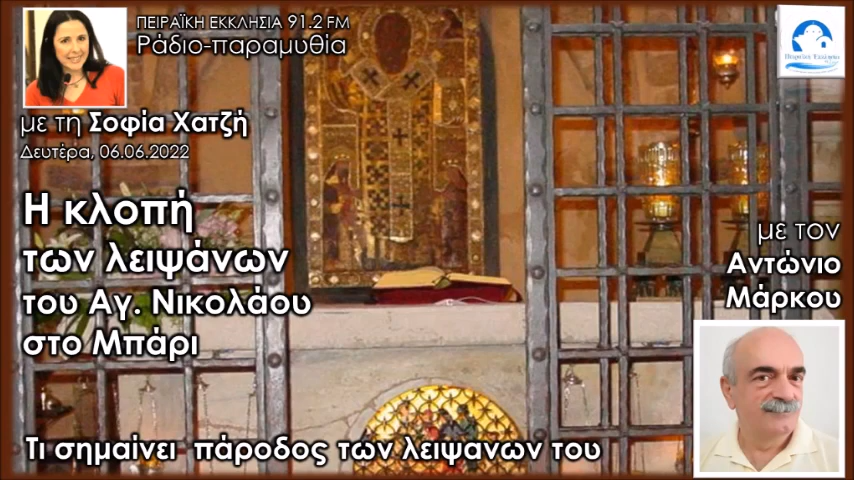 ΠΕΙΡΑΪΚΗ ΕΚΚΛΗΣΙΑ 91.2 FM
Ράδιο-παραμυθία
με τη Σοφία Χατζή
Δευτέρα, 06.06.2022
Η κλοπή
των λειψάνων
του Αγ. Νικολάου
στο Μπάρι
με τον
Αντώνιο
Μάρκου
Τι σημαίνει πάροδος των λειψανων του